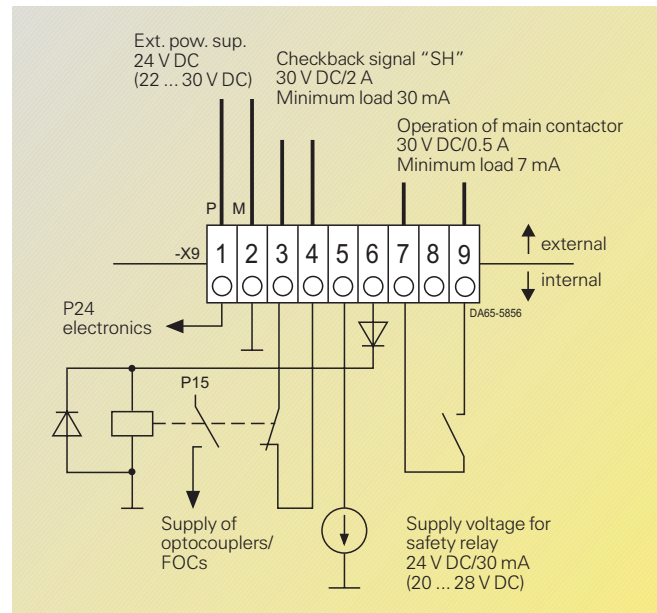 Ext. pow. sup.
24 V DC
(22 ... 30 V DC)
Checkback signal “SH”
30 V DC/2 A
Minimum load 30 mA
Operation of main contactor
30 V DC/0.5 A
Minimum load 7 mA
P M
-X9 1 2 3 4 5 6 7 8 9
external
internal
DA65-5856
P24
electronics
P15
Supply of
optocouplers/
FOCs
Supply voltage for
safety relay
24 V DC/30 mA
(20 ... 28 V DC)